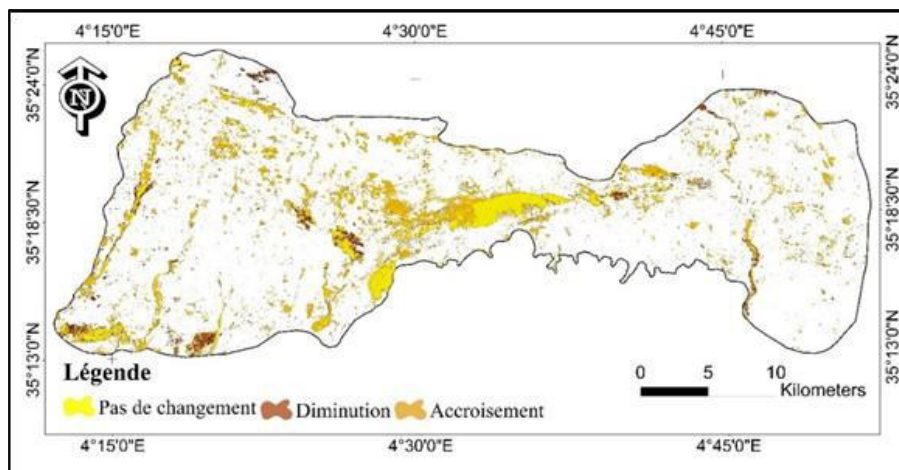 4°15'0"E 4°30'0"E 4°45'0"E
35°24'0"N 35°24'0"N
N
35°18'30"N 35°18'30"N
35°13'0"N 35°13'0"N
Légende
0 5 10
Kilometers
Pas de changement Diminution Accroisement
4°15'0"E 4°30'0"E 4°45'0"E